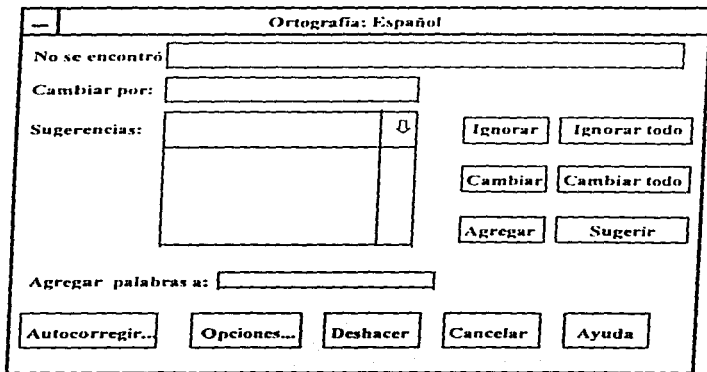 Ortografía: Español
No se encontró
Cambiar por:
Sugerencias:
Ignorar Ignorar todo
Cambiar Cambiar todo
Agregar Sugerir
Agregar palabras a:
Autocorregir... Opciones... Deshacer Cancelar Ayuda